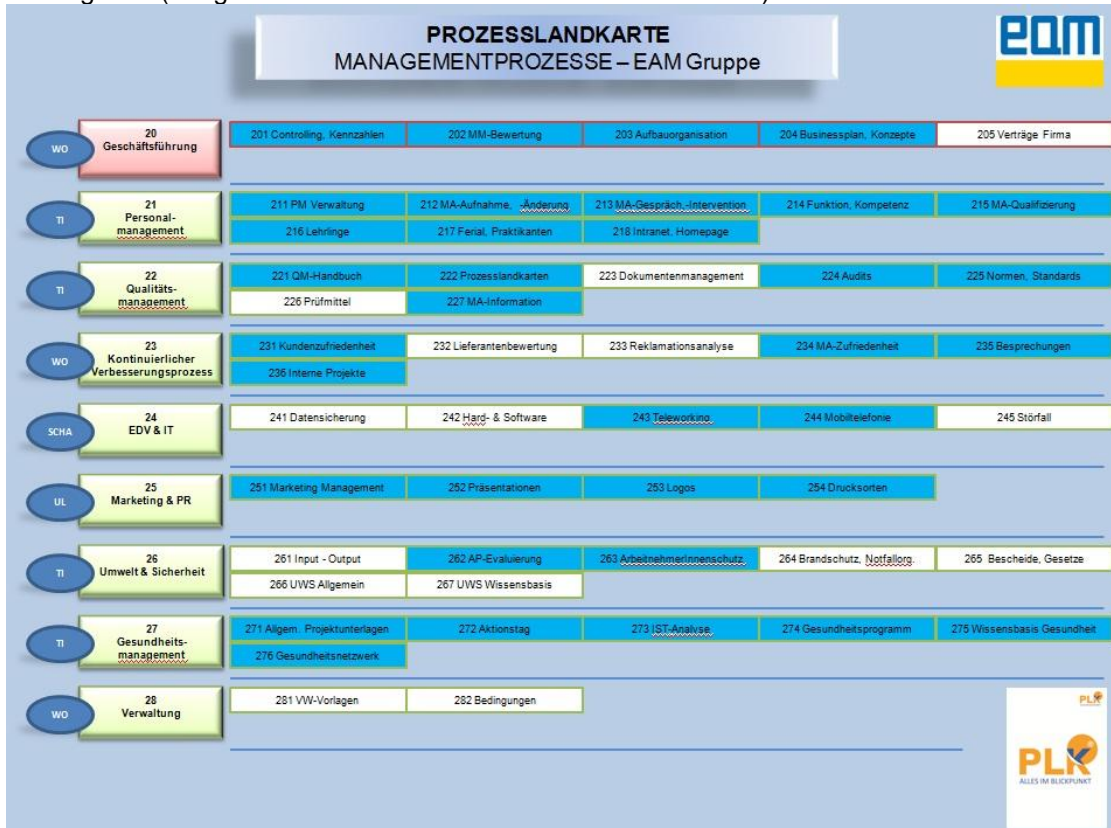 PROZESSLANDKARTE
MANAGEMENTPROZESSE – EAM Gruppe
eam
WO
20
Geschäftsführung
201 Controlling, Kennzahlen
202 MM-Bewertung
203 Aufbauorganisation
204 Businessplan, Konzepte
205 Verträge Firma
TI
21
Personal-
management
211 PM Verwaltung
212 MA-Aufnahme, -Änderung
213 MA-Gespräch,-Intervention
214 Funktion, Kompetenz
215 MA-Qualifizierung
216 Lehrlinge
217 Ferial, Praktikanten
218 Intranet, Homepage
TI
22
Qualitäts-
management
221 QM-Handbuch
222 Prozesslandkarten
223 Dokumentenmanagement
224 Audits
225 Normen, Standards
226 Prüfmittel
227 MA-Information
WO
23
Kontinuierlicher
Verbesserungsprozess
231 Kundenzufriedenheit
232 Lieferantenbewertung
233 Reklamationsanalyse
234 MA-Zufriedenheit
235 Besprechungen
236 Interne Projekte
SCHA
24
EDV & IT
241 Datensicherung
242 Hard- & Software
243 Teleworking
244 Mobiltelefonie
245 Störfall
UL
25
Marketing & PR
251 Marketing Management
252 Präsentationen
253 Logos
254 Drucksorten
TI
26
Umwelt & Sicherheit
261 Input - Output
262 AP-Evaluierung
263 ArbeitnehmerInnenschutz
264 Brandschutz, Notfallorg.
265 Bescheide, Gesetze
266 UWS Allgemein
267 UWS Wissensbasis
TI
27
Gesundheits-
management
271 Allgem. Projektunterlagen
272 Aktionstag
273 IST-Analyse
274 Gesundheitsprogramm
275 Wissensbasis Gesundheit
276 Gesundheitsnetzwerk
WO
28
Verwaltung
281 VW-Vorlagen
282 Bedingungen
PLK
PLK
ALLES IM BLICKPUNKT